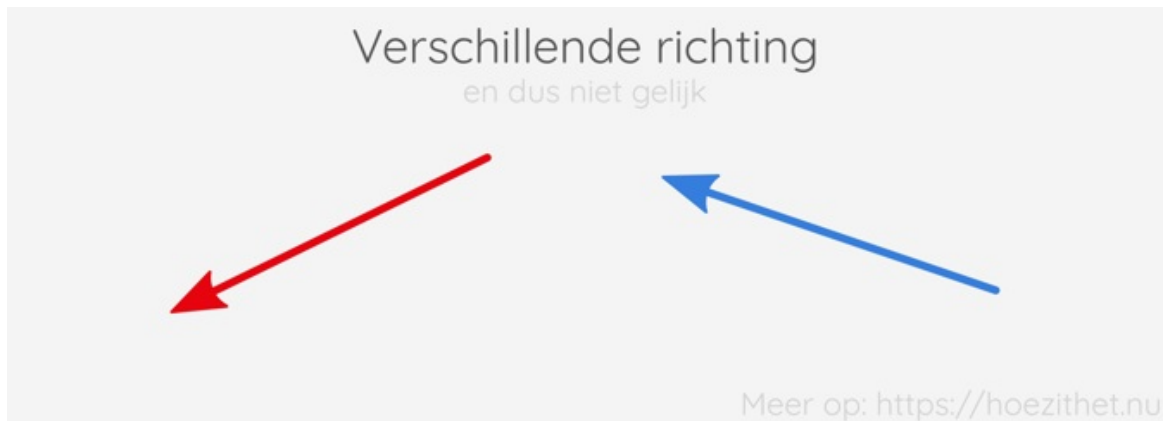 Verschillende richting
en dus niet gelijk
Meer op: https://hoezithet.nu